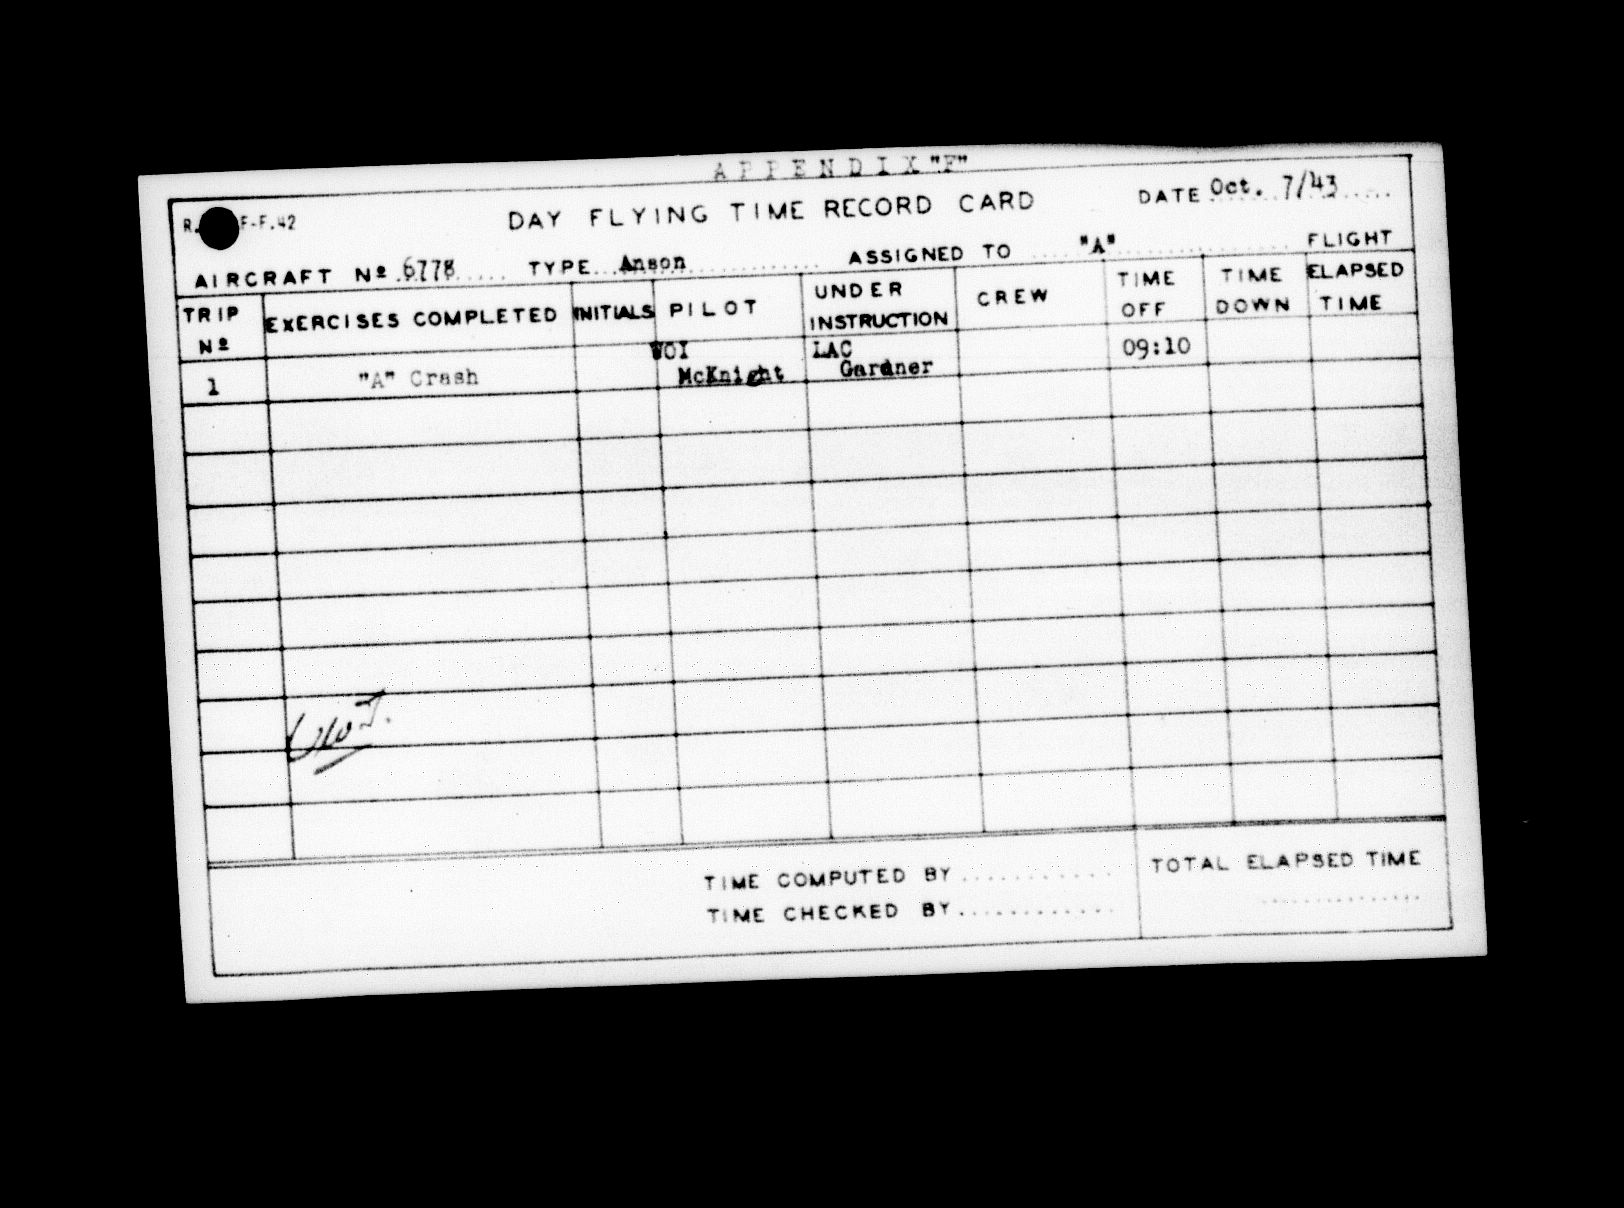 APPENDIX "F"
R. F-F.42
DAY FLYING TIME RECORD CARD
DATE Oct. 7/43
AIRCRAFT Nº 6778 TYPE Anson ASSIGNED TO "A" FLIGHT
TRIP Nº EXERCISES COMPLETED INITIALS PILOT UNDER INSTRUCTION CREW TIME OFF TIME DOWN ELAPSED TIME
1 "A" Crash WO1 McKnight LAC Gardner 09:10
TIME COMPUTED BY
TIME CHECKED BY
TOTAL ELAPSED TIME